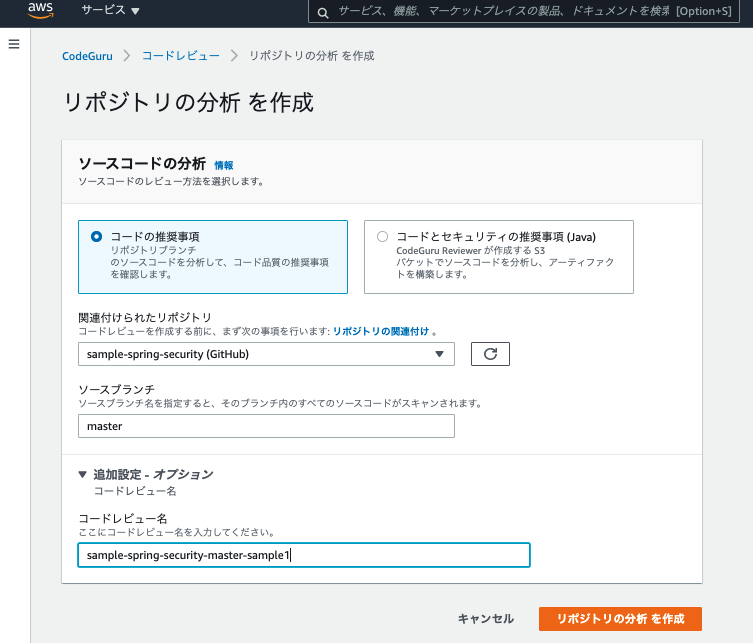 aws サービス ▼ サービス、機能、マーケットプレイスの製品、ドキュメントを検索 [Option+S]
CodeGuru > コードレビュー > リポジトリの分析 を作成
リポジトリの分析 を作成
ソースコードの分析 情報
ソースコードのレビュー方法を選択します。
コードの推奨事項
リポジトリブランチ
のソースコードを分析して、コード品質の推奨事項
を確認します。
コードとセキュリティの推奨事項 (Java)
CodeGuru Reviewer が作成する S3
バケットでソースコードを分析し、アーティファク
トを構築します。
関連付けられたリポジトリ
コードレビューを作成する前に、まず次の事項を行います: リポジトリの関連付け 。
sample-spring-security (GitHub)
ソースブランチ
ソースブランチ名を指定すると、そのブランチ内のすべてのソースコードがスキャンされます。
master
▼ 追加設定 - オプション
コードレビュー名
コードレビュー名
ここにコードレビュー名を入力してください。
sample-spring-security-master-sample1
キャンセル リポジトリの分析 を作成